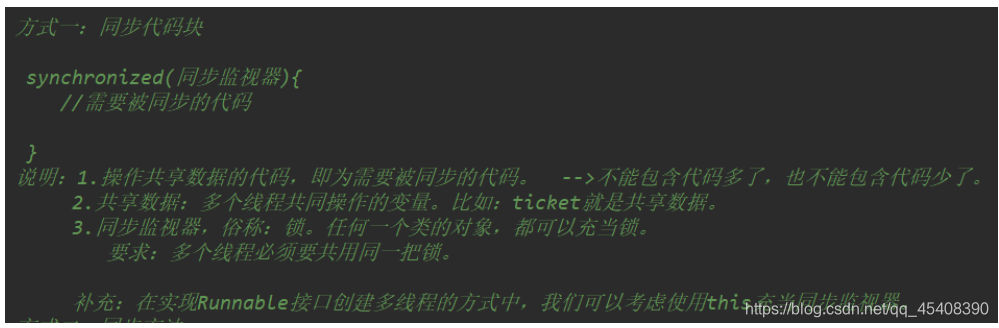 方式一：同步代码块
synchronized(同步监视器){
//需要被同步的代码
}
说明：1.操作共享数据的代码，即为需要被同步的代码。 -->不能包含代码多了，也不能包含代码少了。
2.共享数据：多个线程共同操作的变量。比如：ticket就是共享数据。
3.同步监视器，俗称：锁。任何一个类的对象，都可以充当锁。
要求：多个线程必须要共用同一把锁。
补充：在实现Runnable接口创建多线程的方式中，我们可以考虑使用this充当同步监视器
https://blog.csdn.net/qq_45408390